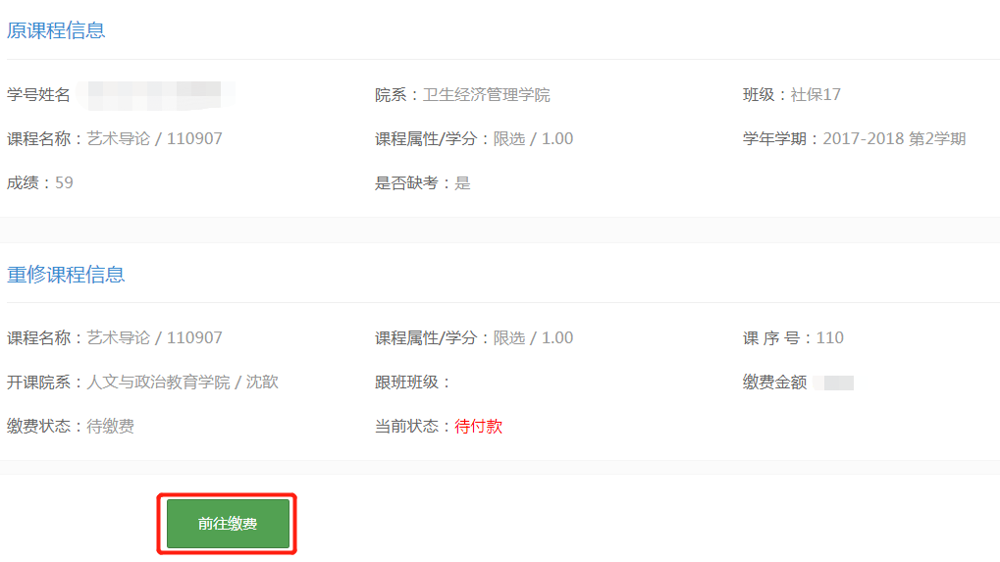 原课程信息
学号姓名 院系：卫生经济管理学院 班级：社保17
课程名称：艺术导论 / 110907 课程属性/学分：限选 / 1.00 学年学期：2017-2018 第2学期
成绩：59 是否缺考：是
重修课程信息
课程名称：艺术导论 / 110907 课程属性/学分：限选 / 1.00 课 序 号：110
开课院系：人文与政治教育学院 / 沈歆 跟班班级： 缴费金额
缴费状态：待缴费 当前状态：待付款
前往缴费